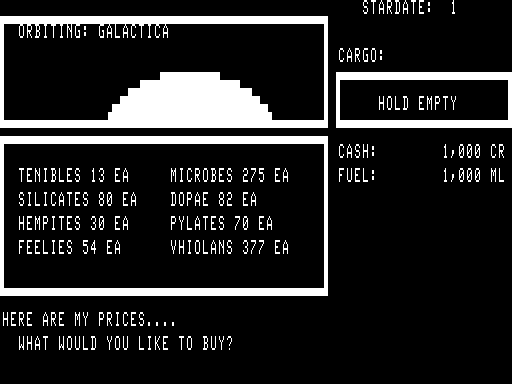 STARDATE: 1
ORBITING: GALACTICA
CARGO:
HOLD EMPTY
CASH: 1,000 CR
FUEL: 1,000 ML
TENIBLES 13 EA MICROBES 275 EA
SILICATES 80 EA DOPAE 82 EA
HEMPITES 30 EA PYLATES 70 EA
FEELIES 54 EA VHIOLANS 377 EA
HERE ARE MY PRICES....
WHAT WOULD YOU LIKE TO BUY?